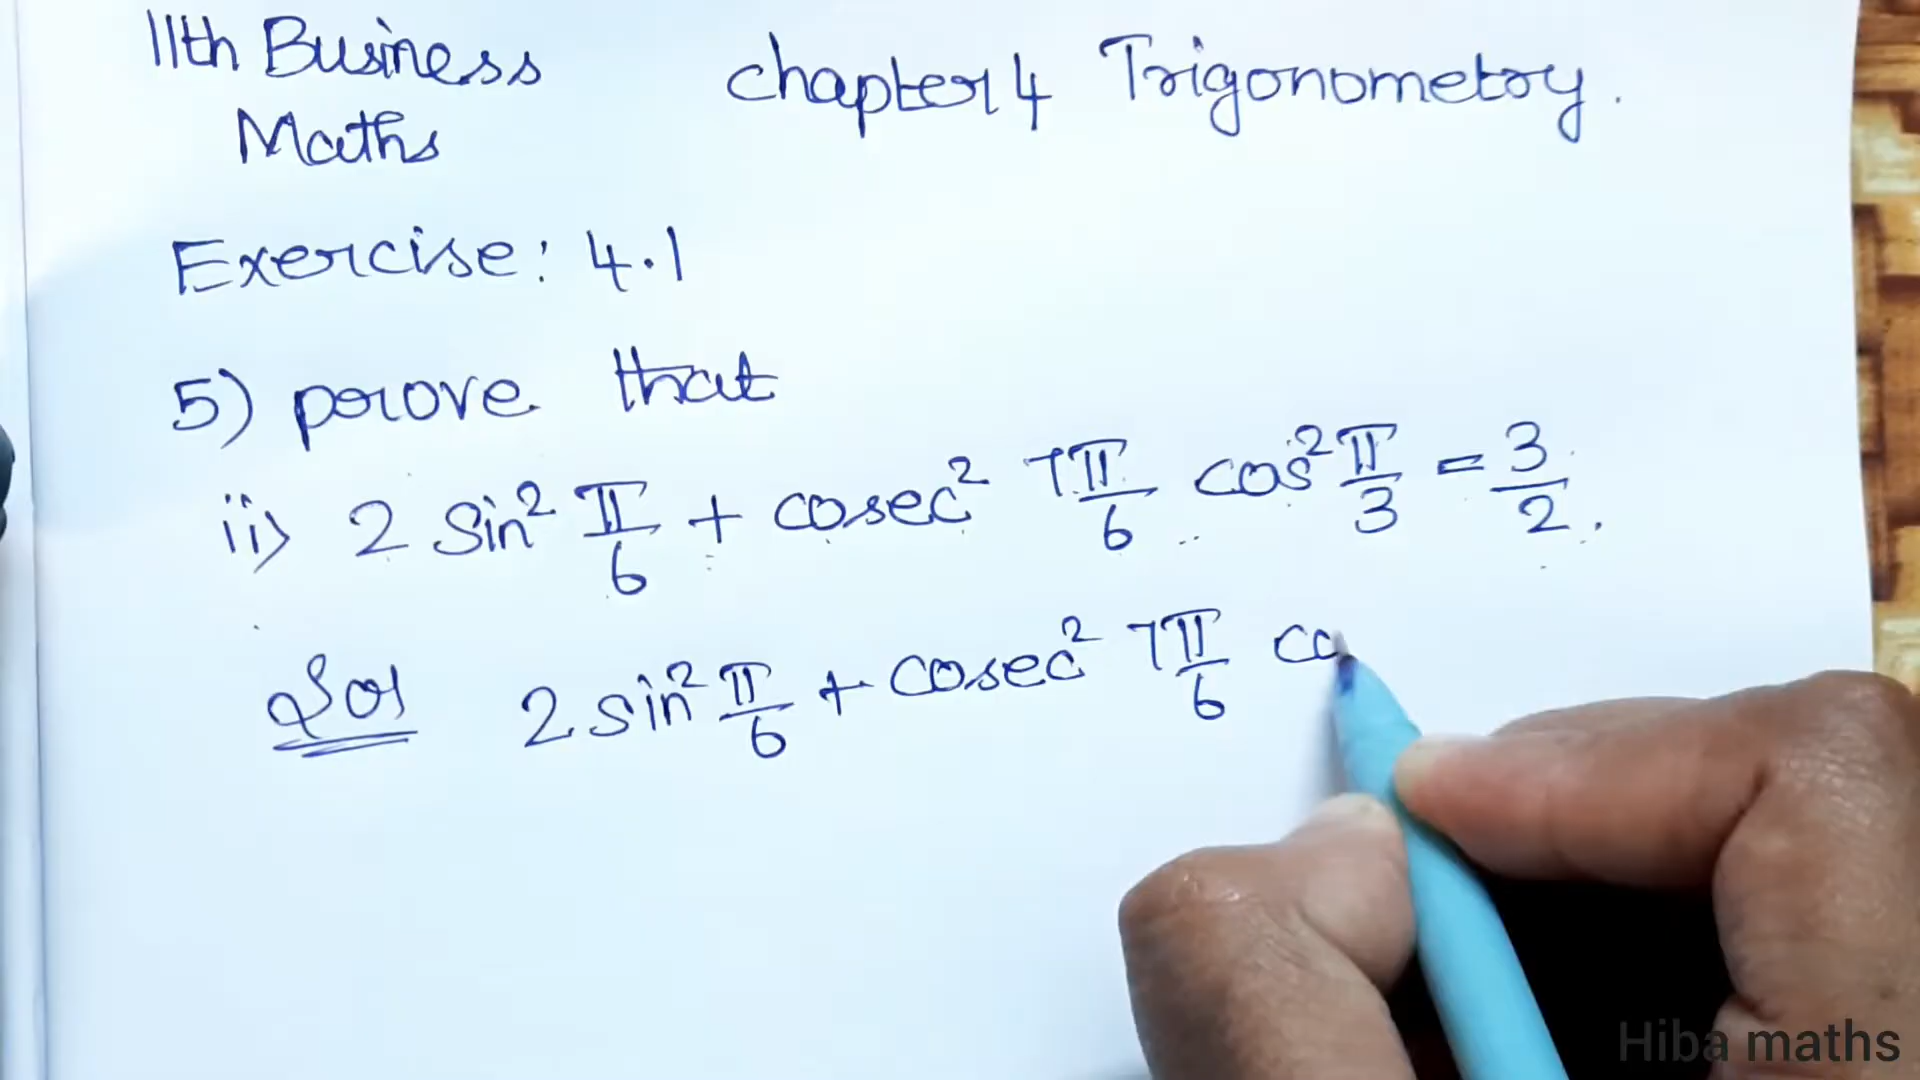 11th Business Chapter 4 Trigonometry.
Maths
Exercise: 4.1
5) prove that
ii) 2 Sin² π/6 + cosec² 7π/6 cos² π/3 = 3/2.
Sol 2 sin² π/6 + cosec² 7π/6 co
Hiba maths